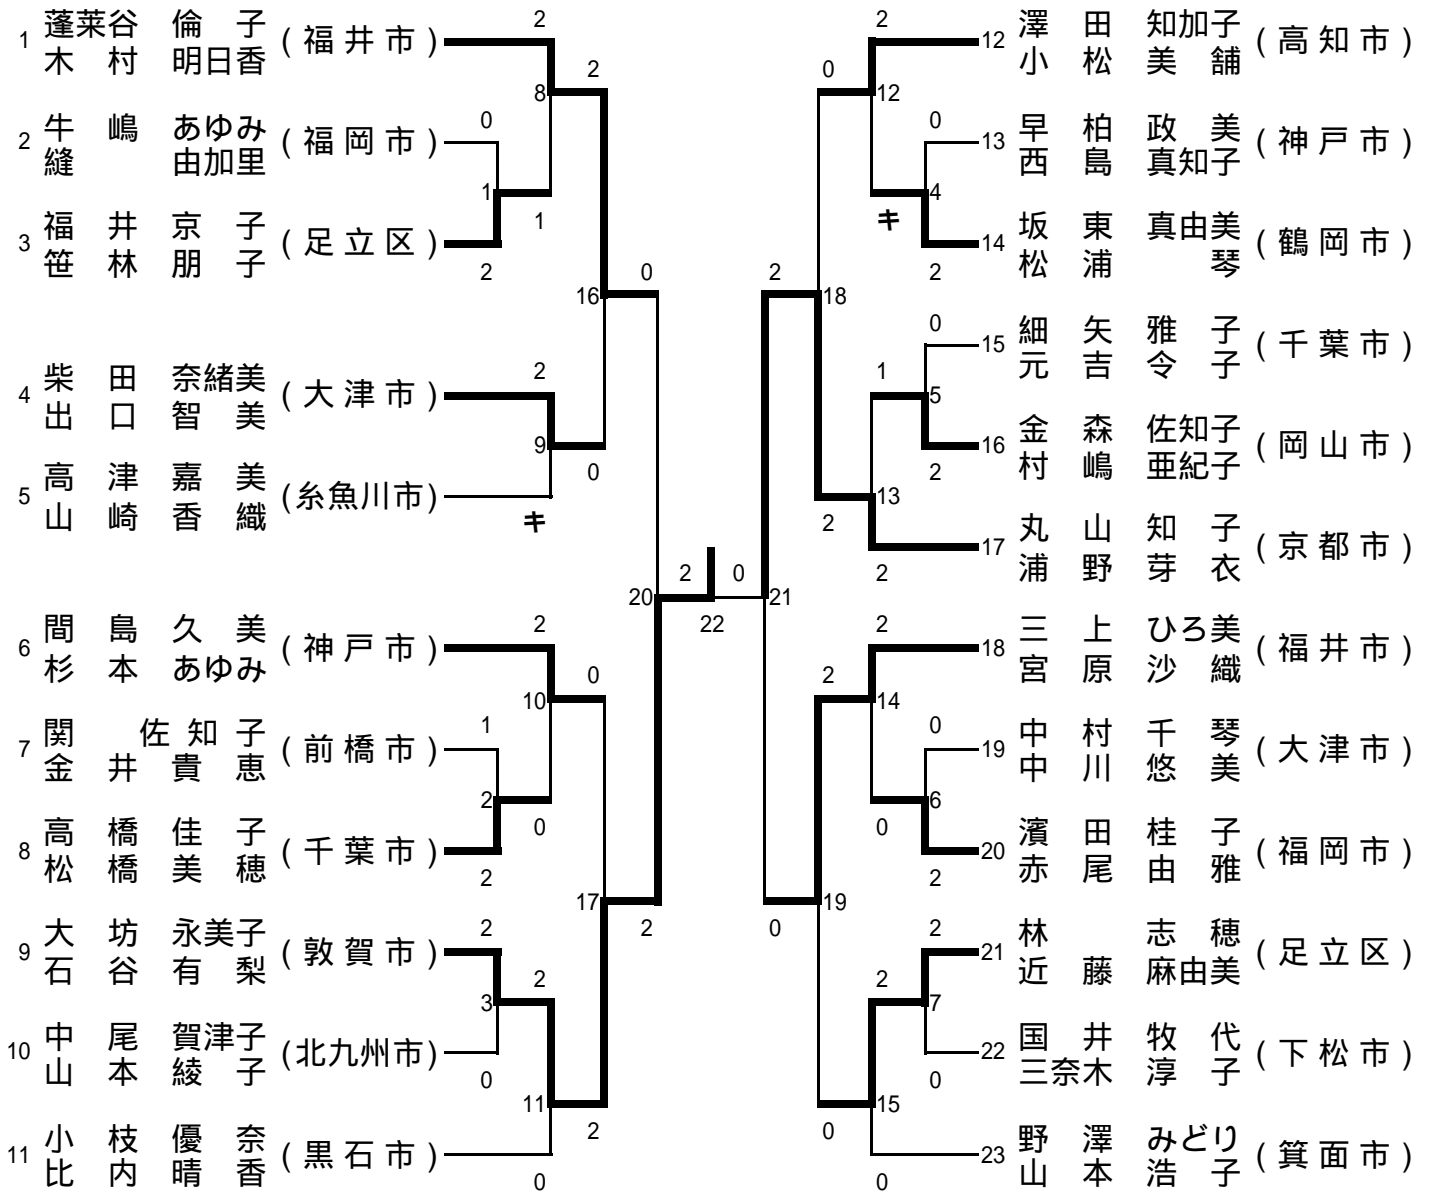 1 蓬莱谷 倫 子 (福井市)
木 村 明日香
2
2
8
2 牛 嶋 あゆみ (福岡市)
縫 由加里
0
1
1
3 福 井 京 子 (足立区)
笹 林 朋 子
2
0
16
4 柴 田 奈緒美 (大津市)
出 口 智 美
2
9
0
5 高 津 嘉 美 (糸魚川市)
山 崎 香 織
キ
20
2
0
22
21
6 間 島 久 美 (神戸市)
杉 本 あゆみ
2
0
10
7 関 佐知子 (前橋市)
金 井 貴 恵
1
2
0
8 高 橋 佳 子 (千葉市)
松 橋 美 穂
2
17
2
9 大 坊 永美子 (敦賀市)
石 谷 有 梨
2
2
3
10 中 尾 賀津子 (北九州市)
山 本 綾 子
0
11
2
11 小 枝 優 奈 (黒石市)
比 内 晴 香
0
2
12 澤 田 知加子 (高知市)
小 松 美 舗
0
12
0
13 早 柏 政 美 (神戸市)
西 島 真知子
4
キ
14 坂 東 真由美 (鶴岡市)
松 浦 琴
2
2
18
0
15 細 矢 雅 子 (千葉市)
元 吉 令 子
1
5
16 金 森 佐知子 (岡山市)
村 嶋 亜紀子
2
13
2
17 丸 山 知 子 (京都市)
浦 野 芽 衣
2
2
18 三 上 ひろ美 (福井市)
宮 原 沙 織
2
14
0
19 中 村 千 琴 (大津市)
中 川 悠 美
6
0
20 濱 田 桂 子 (福岡市)
赤 尾 由 雅
2
19
0
2
21 林 志 穂 (足立区)
近 藤 麻由美
2
7
22 国 井 牧 代 (下松市)
三奈木 淳 子
0
15
0
23 野 澤 みどり (箕面市)
山 本 浩 子
0